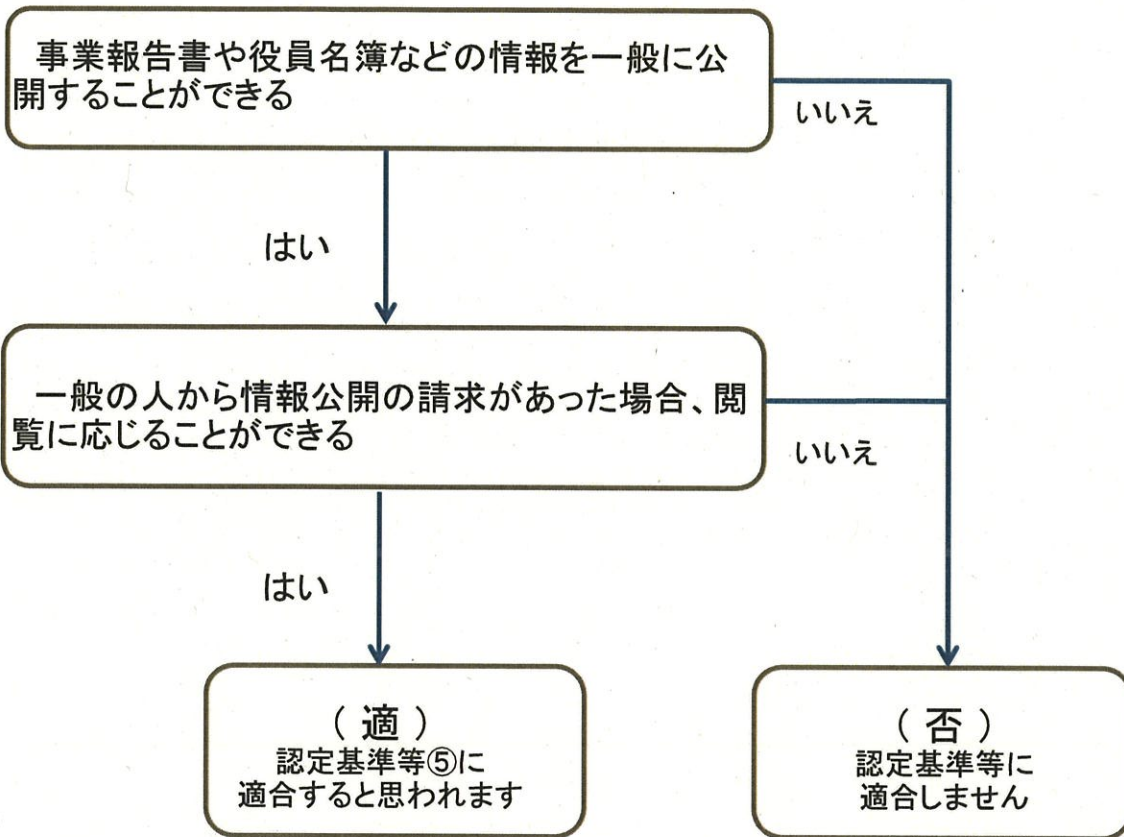 事業報告書や役員名簿などの情報を一般に公
開することができる
いいえ
はい
一般の人から情報公開の請求があった場合、閲
覧に応じることができる
いいえ
はい
（ 適 ）
認定基準等⑤に
適合すると思われます
（ 否 ）
認定基準等に
適合しません